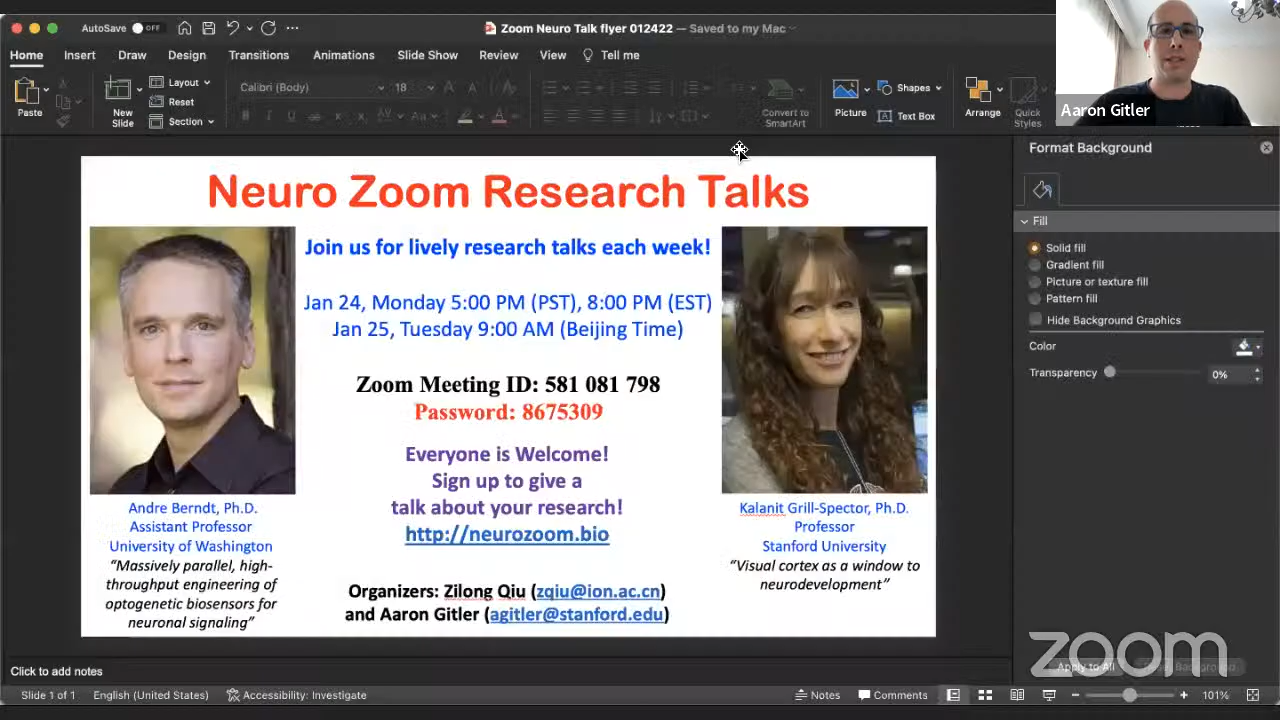 AutoSave OFF
Zoom Neuro Talk flyer 012422 — Saved to my Mac
Home Insert Draw Design Transitions Animations Slide Show Review View Tell me
Paste
New Slide
Layout
Reset
Section
Calibri (Body) 18
Convert to SmartArt
Picture
Shapes
Text Box
Arrange
Quick Styles
Aaron Gitler
Format Background
Fill
Solid fill
Gradient fill
Picture or texture fill
Pattern fill
Hide Background Graphics
Color
Transparency 0%
Neuro Zoom Research Talks
Join us for lively research talks each week!
Jan 24, Monday 5:00 PM (PST), 8:00 PM (EST)
Jan 25, Tuesday 9:00 AM (Beijing Time)
Zoom Meeting ID: 581 081 798
Password: 8675309
Everyone is Welcome!
Sign up to give a
talk about your research!
http://neurozoom.bio
Organizers: Zilong Qiu (zqiu@ion.ac.cn)
and Aaron Gitler (agitler@stanford.edu)
Andre Berndt, Ph.D.
Assistant Professor
University of Washington
“Massively parallel, high-
throughput engineering of
optogenetic biosensors for
neuronal signaling”
Kalanit Grill-Spector, Ph.D.
Professor
Stanford University
“Visual cortex as a window to
neurodevelopment”
zoom
Apply to All
Click to add notes
Slide 1 of 1 English (United States) Accessibility: Investigate Notes Comments 101%